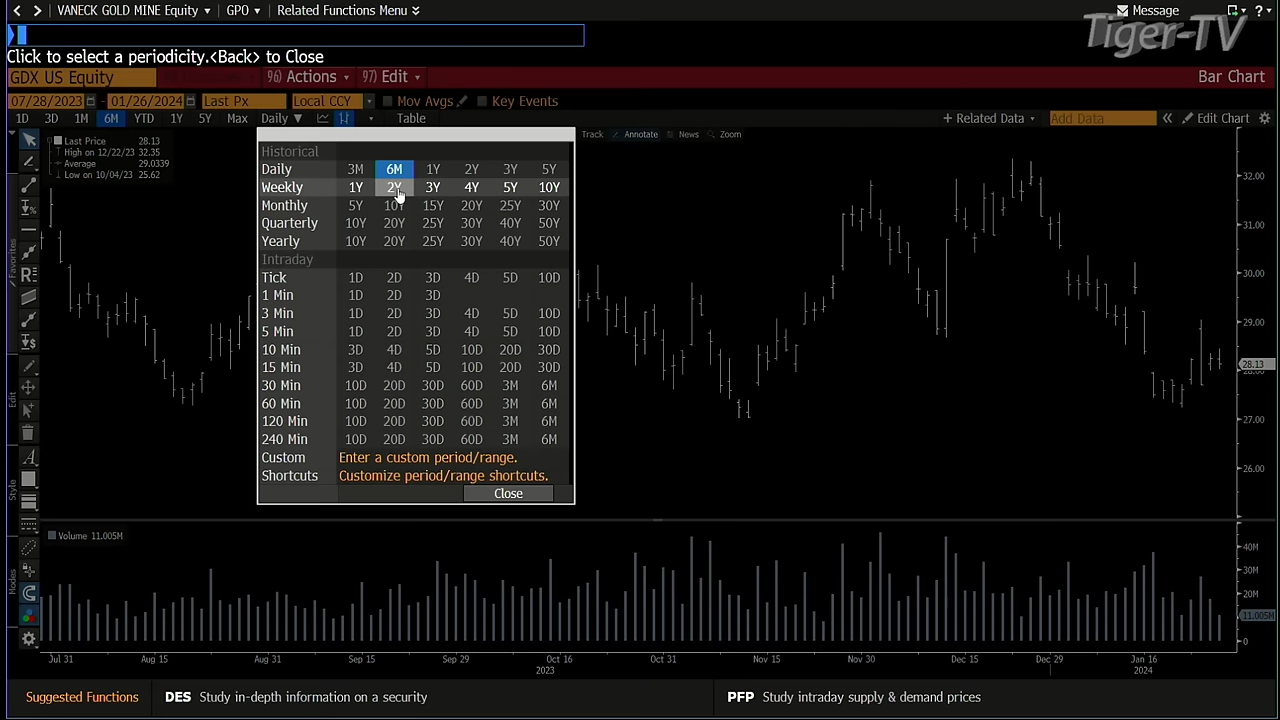 VANECK GOLD MINE Equity GPO Related Functions Menu Message ?
Tiger-TV
Click to select a periodicity.<Back> to Close
GDX US Equity 96) Actions 97) Edit Bar Chart
07/28/2023 - 01/26/2024 Last Px Local CCY Mov Avgs Key Events
1D 3D 1M 6M YTD 1Y 5Y Max Daily ▼ Table + Related Data Add Data « Edit Chart
Track Annotate News Zoom
Last Price 28.13
High on 12/22/23 32.35
Average 29.0339
Low on 10/04/23 25.62
Historical
Daily 3M 6M 1Y 2Y 3Y 5Y
Weekly 1Y 2Y 3Y 4Y 5Y 10Y
Monthly 5Y 10Y 15Y 20Y 25Y 30Y
Quarterly 10Y 20Y 25Y 30Y 40Y 50Y
Yearly 10Y 20Y 25Y 30Y 40Y 50Y
Intraday
Tick 1D 2D 3D 4D 5D 10D
1 Min 1D 2D 3D
3 Min 1D 2D 3D 4D 5D 10D
5 Min 1D 2D 3D 4D 5D 10D
10 Min 3D 4D 5D 10D 20D 30D
15 Min 3D 4D 5D 10D 20D 30D
30 Min 10D 20D 30D 60D 3M 6M
60 Min 10D 20D 30D 60D 3M 6M
120 Min 10D 20D 30D 60D 3M 6M
240 Min 10D 20D 30D 60D 3M 6M
Custom Enter a custom period/range.
Shortcuts Customize period/range shortcuts.
Close
Favorites
Edit
Style
Modes
32.00
31.00
30.00
29.00
28.13
27.00
26.00
Volume 11.005M
40M
30M
20M
11.005M
0
Jul 31 Aug 15 Aug 31 Sep 15 Sep 29 Oct 16 Oct 31 Nov 15 Nov 30 Dec 15 Dec 29 Jan 16
2023 2024
Suggested Functions DES Study in-depth information on a security PFP Study intraday supply & demand prices